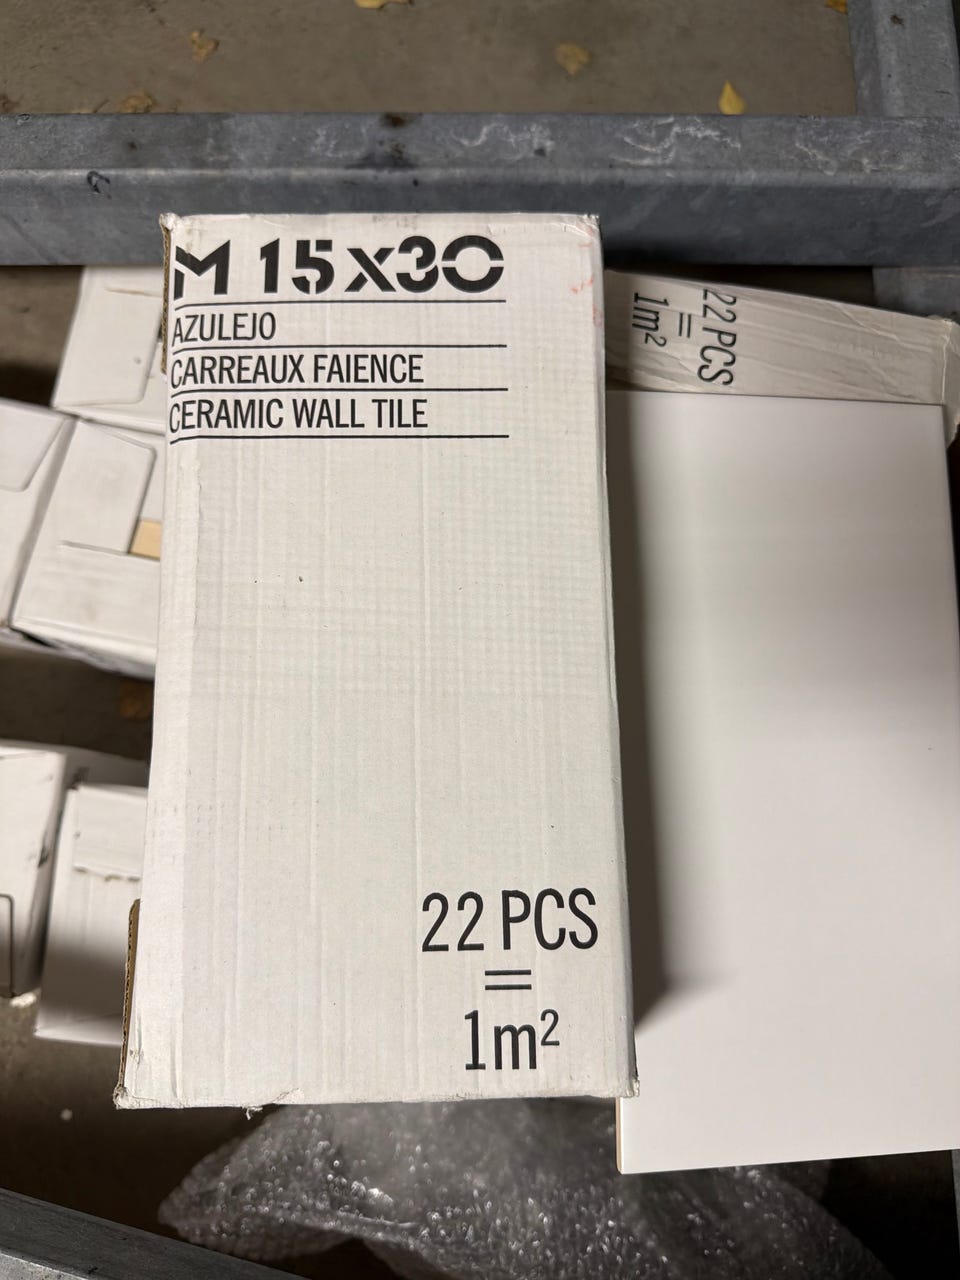 M 15x30
AZULEJO
CARREAUX FAIENCE
CERAMIC WALL TILE
22 PCS
=
1m²
22 PCS
=
1m²